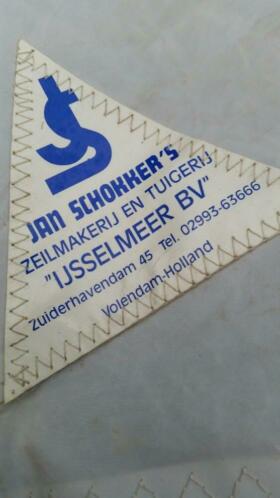 JAN SCHOKKER'S
ZEILMAKERIJ EN TUIGERIJ
"IJSSELMEER BV"
Zuiderhavendam 45 Tel. 02993-63666
Volendam-Holland